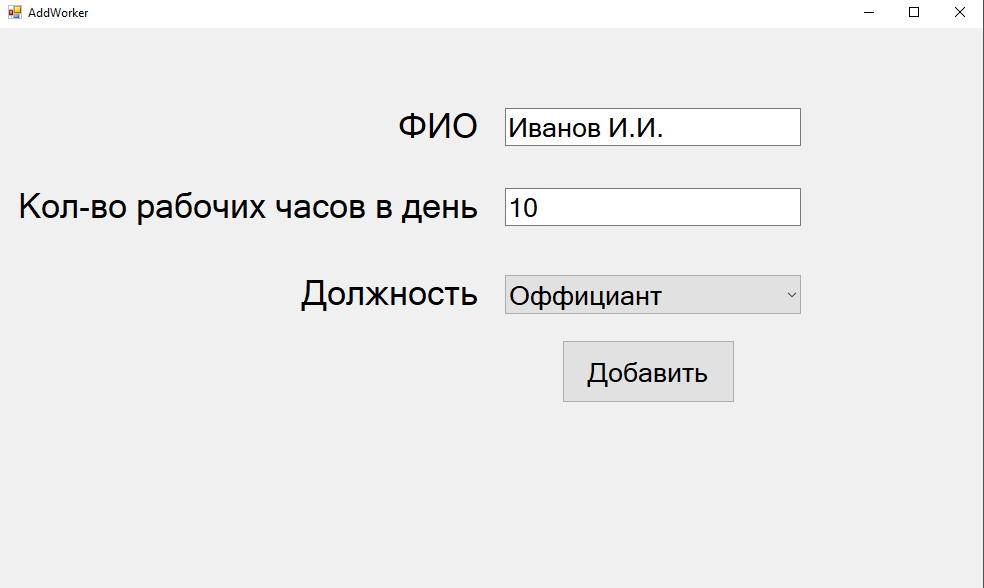 AddWorker
ФИО Иванов И.И.
Кол-во рабочих часов в день 10
Должность Оффициант
Добавить